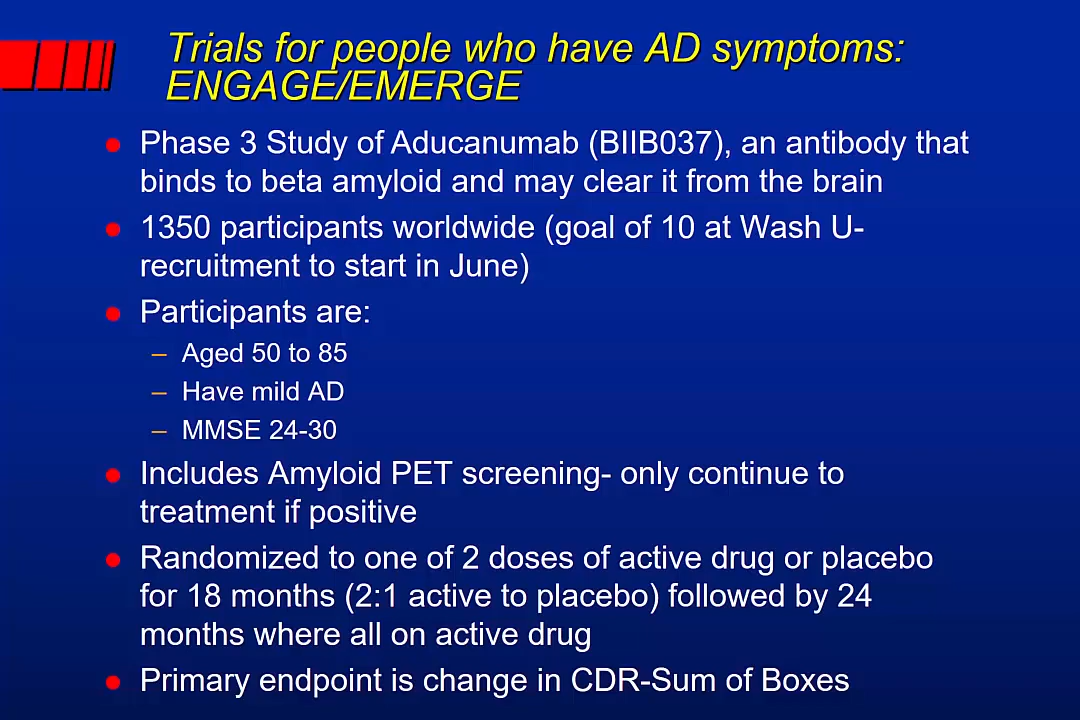 Trials for people who have AD symptoms:
ENGAGE/EMERGE
● Phase 3 Study of Aducanumab (BIIB037), an antibody that
binds to beta amyloid and may clear it from the brain
● 1350 participants worldwide (goal of 10 at Wash U-
recruitment to start in June)
● Participants are:
– Aged 50 to 85
– Have mild AD
– MMSE 24-30
● Includes Amyloid PET screening- only continue to
treatment if positive
● Randomized to one of 2 doses of active drug or placebo
for 18 months (2:1 active to placebo) followed by 24
months where all on active drug
● Primary endpoint is change in CDR-Sum of Boxes